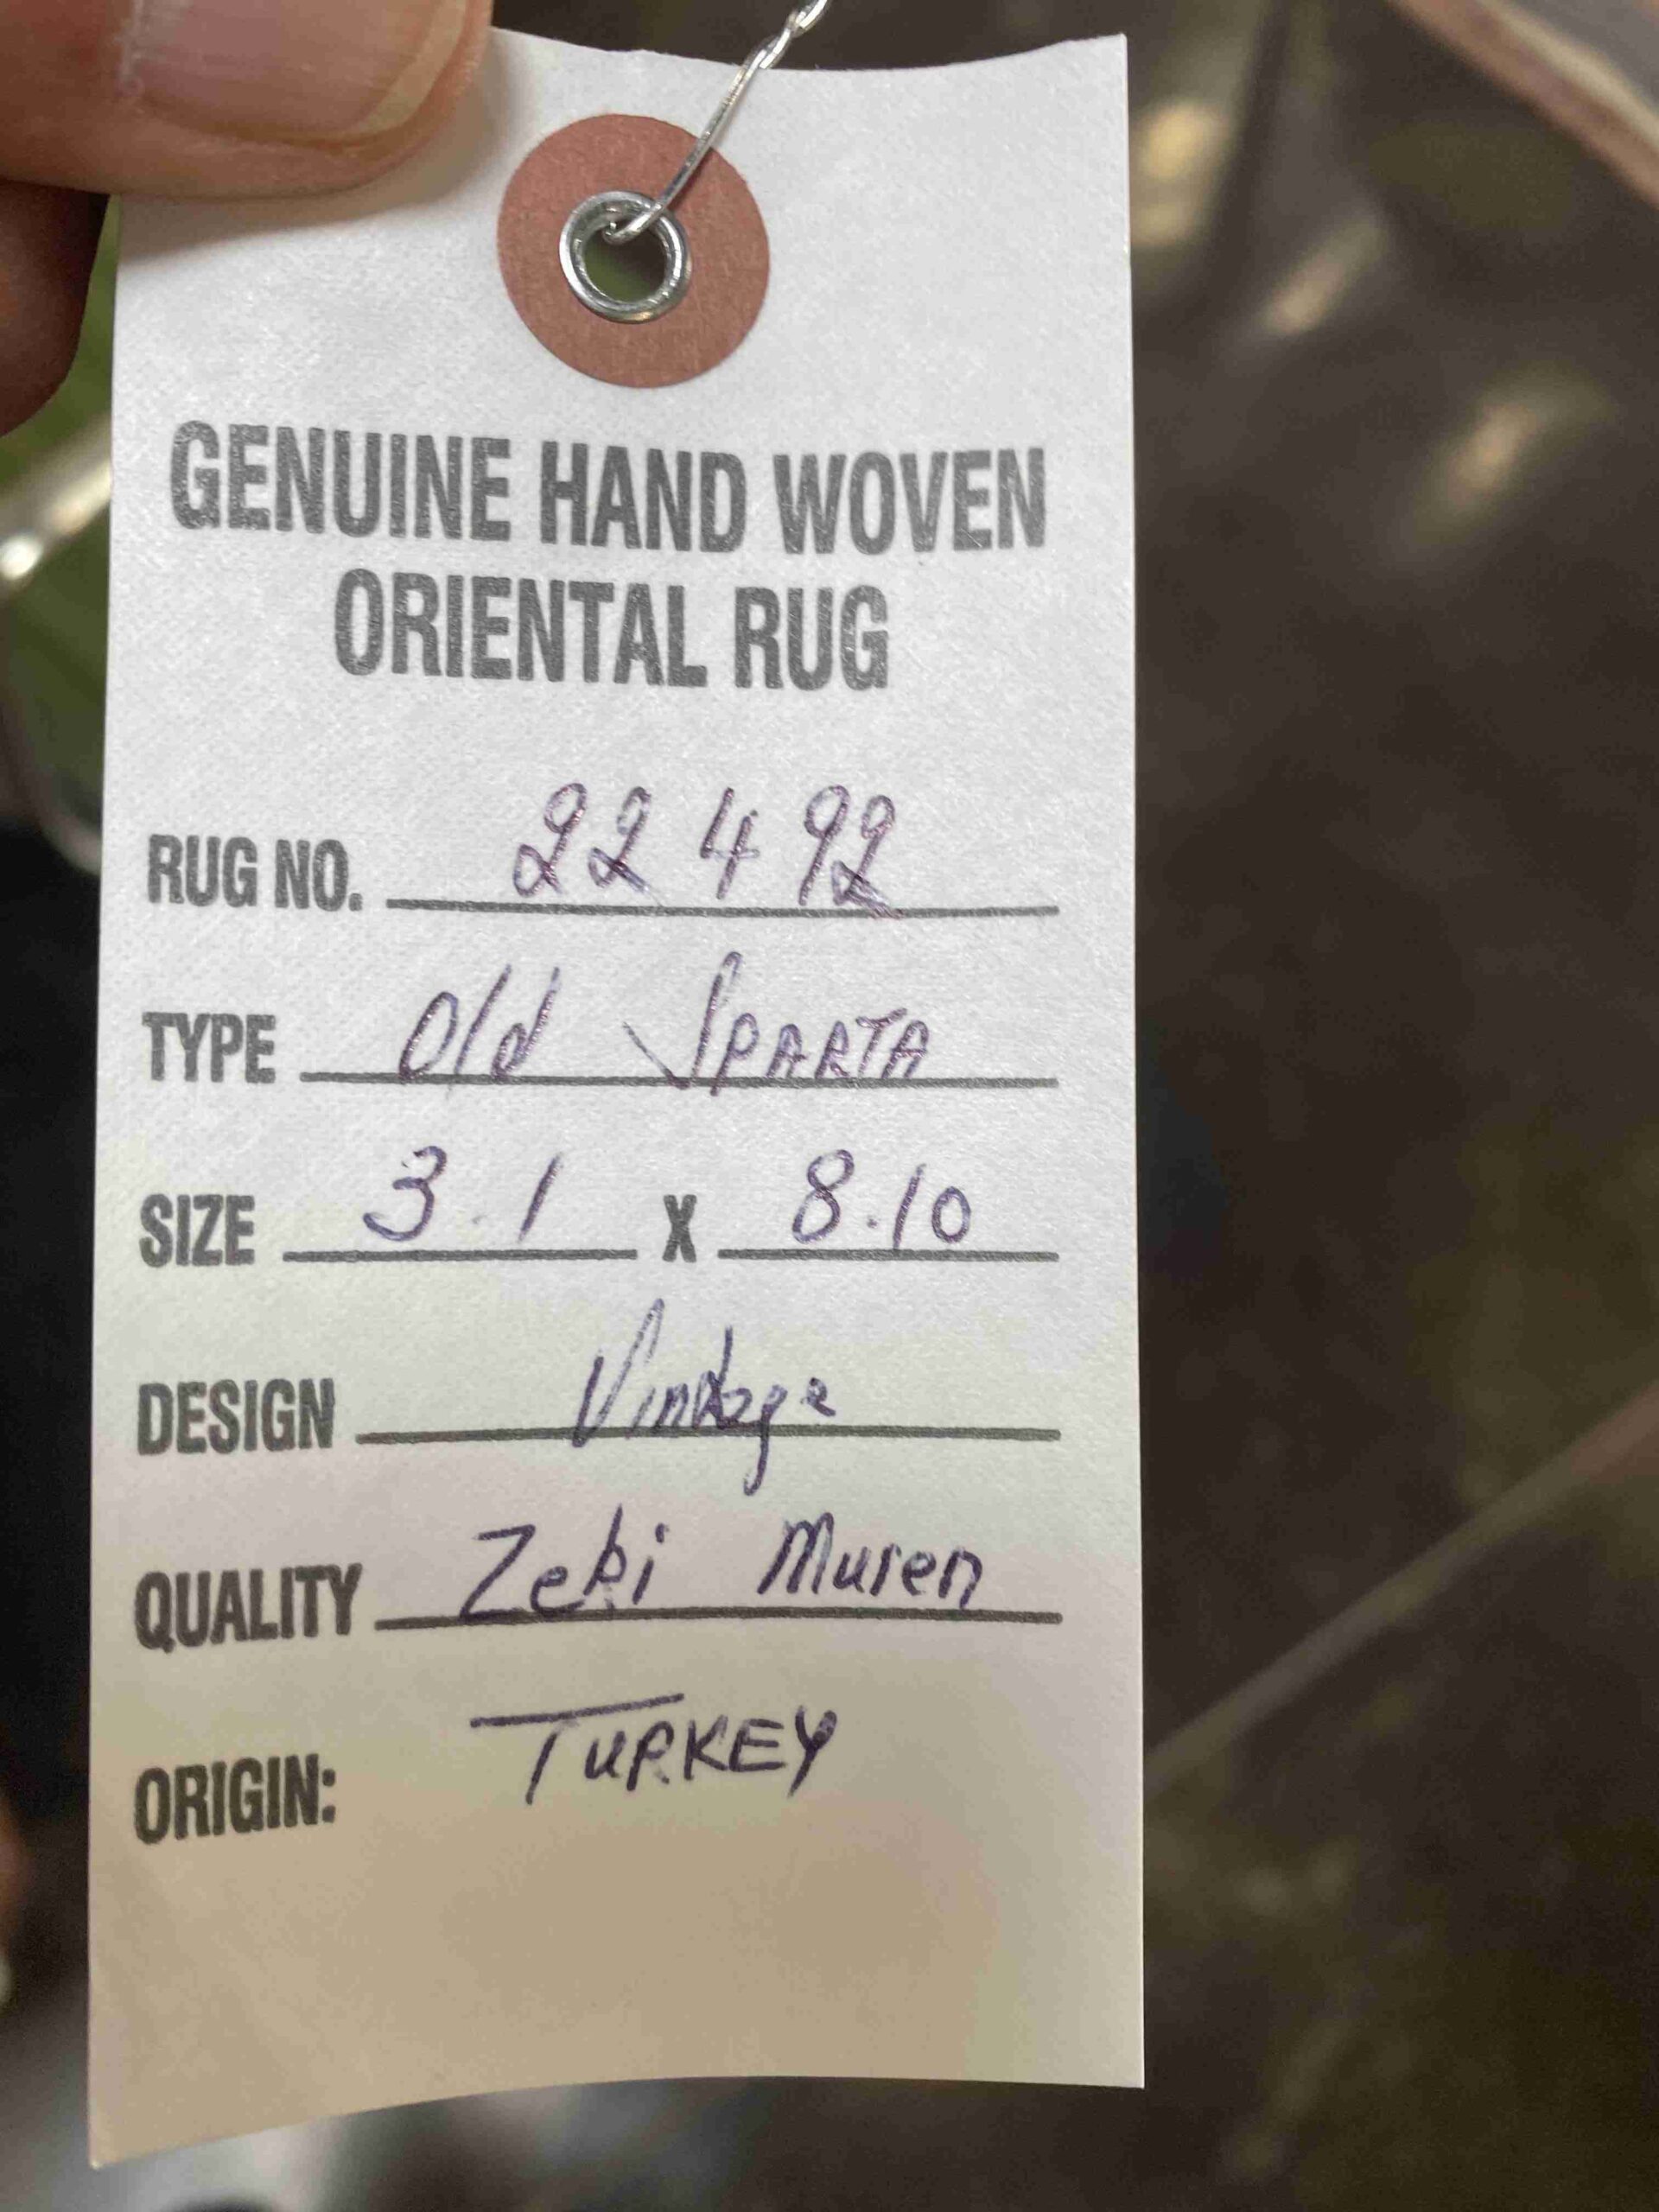 GENUINE HAND WOVEN
ORIENTAL RUG
RUG NO. 22492
TYPE Old SPARTA
SIZE 3.1 X 8.10
DESIGN Vintage
QUALITY Zeki Muren
ORIGIN: TURKEY